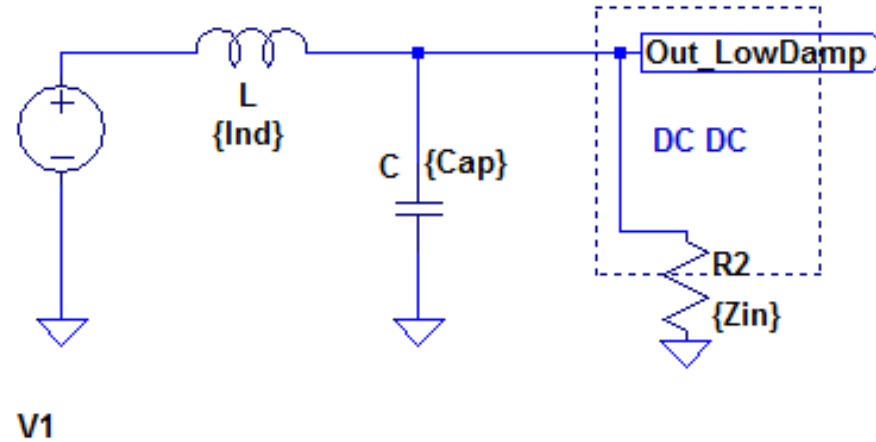 Out_LowDamp
L
{Ind}
DC DC
C {Cap}
R2
{Zin}
V1